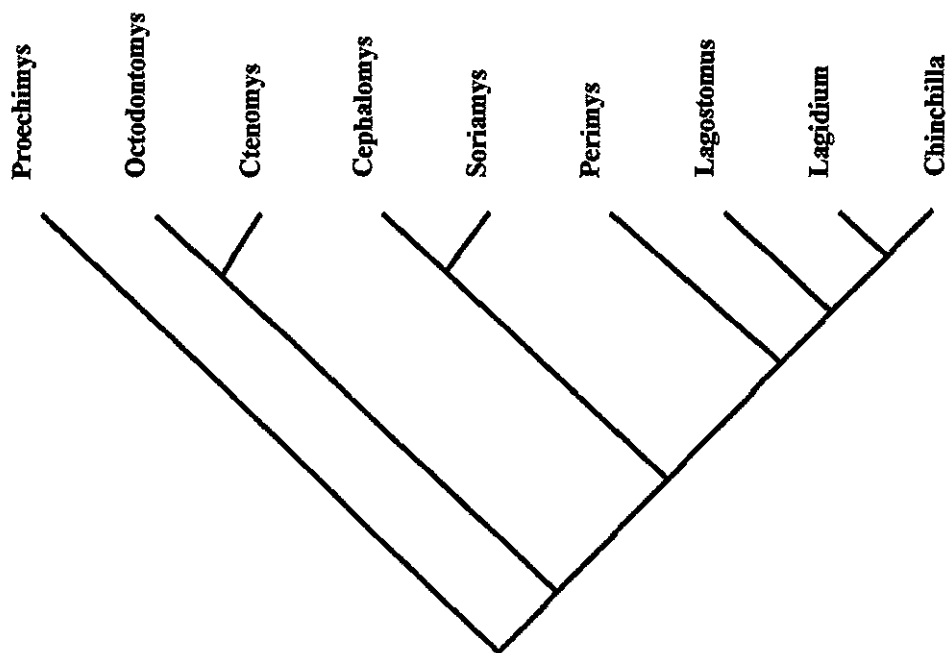 Proechimys
Octodontomys
Ctenomys
Cephalomys
Soriamys
Perimys
Lagostomus
Lagidium
Chinchilla